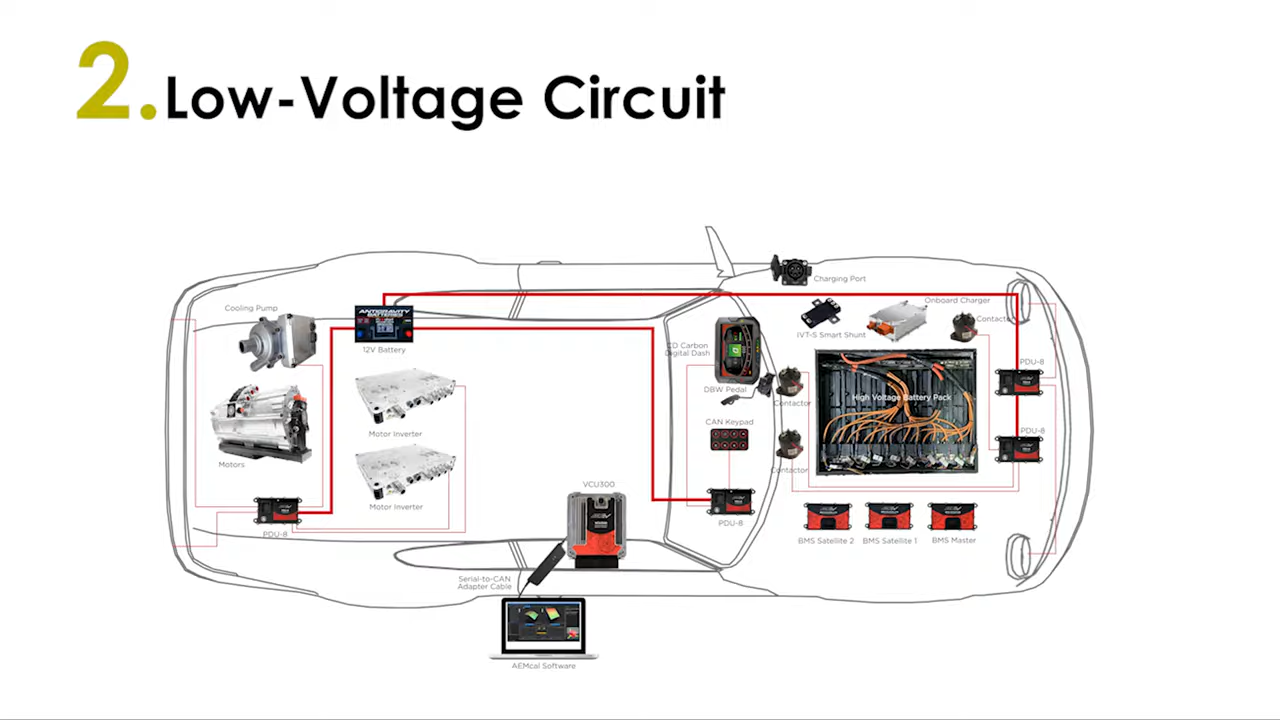 2. Low-Voltage Circuit
Charging Port
Cooling Pump
ANTIGRAVITY
BATTERIES
12V Battery
Onboard Charger
IVT-S Smart Shunt
Contactor
CD Carbon
Digital Dash
DBW Pedal
Contactor
High Voltage Battery Pack
PDU-8
CAN Keypad
PDU-8
Motor Inverter
Motors
Contactor
Motor Inverter
VCU300
PDU-8
PDU-8
BMS Satellite 2
BMS Satellite 1
BMS Master
Serial-to-CAN
Adapter Cable
AEMcal Software